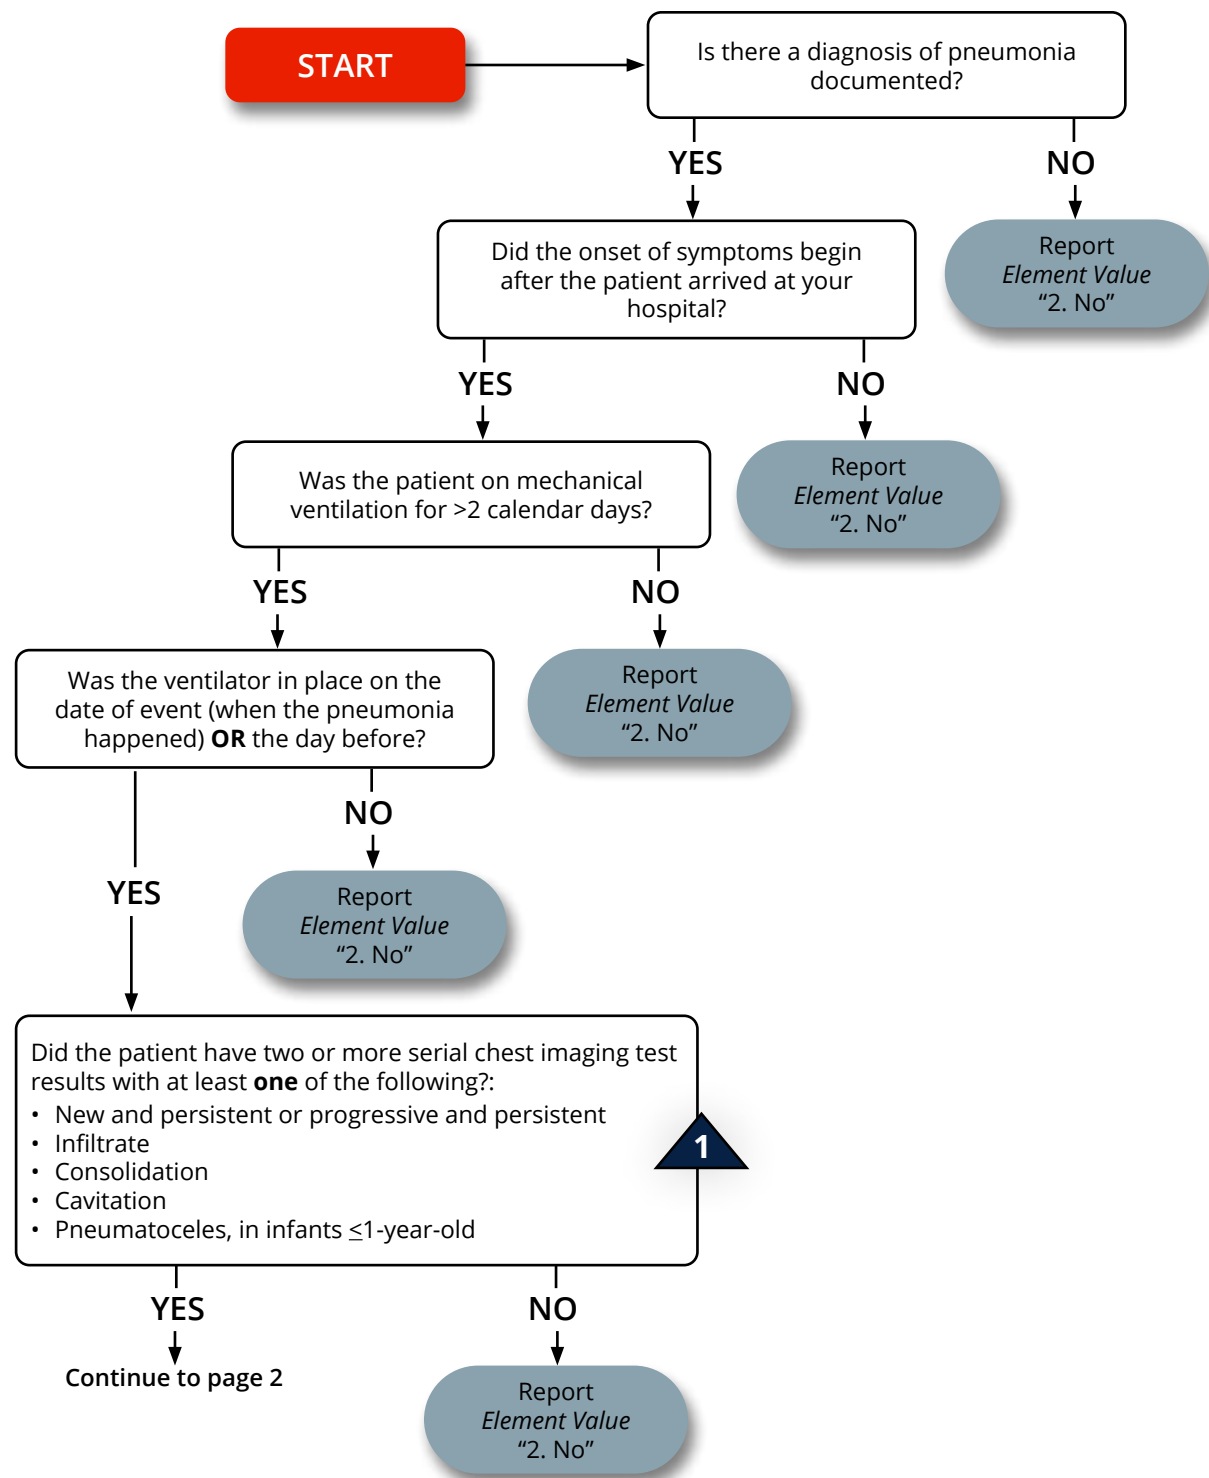 START
Is there a diagnosis of pneumonia
documented?
YES
NO
Report
Element Value
“2. No”
Did the onset of symptoms begin
after the patient arrived at your
hospital?
YES
NO
Report
Element Value
“2. No”
Was the patient on mechanical
ventilation for >2 calendar days?
YES
NO
Report
Element Value
“2. No”
Was the ventilator in place on the
date of event (when the pneumonia
happened) OR the day before?
NO
YES
Report
Element Value
“2. No”
Did the patient have two or more serial chest imaging test
results with at least one of the following?:
• New and persistent or progressive and persistent
• Infiltrate
• Consolidation
• Cavitation
• Pneumatoceles, in infants ≤1-year-old
1
YES
NO
Continue to page 2
Report
Element Value
“2. No”